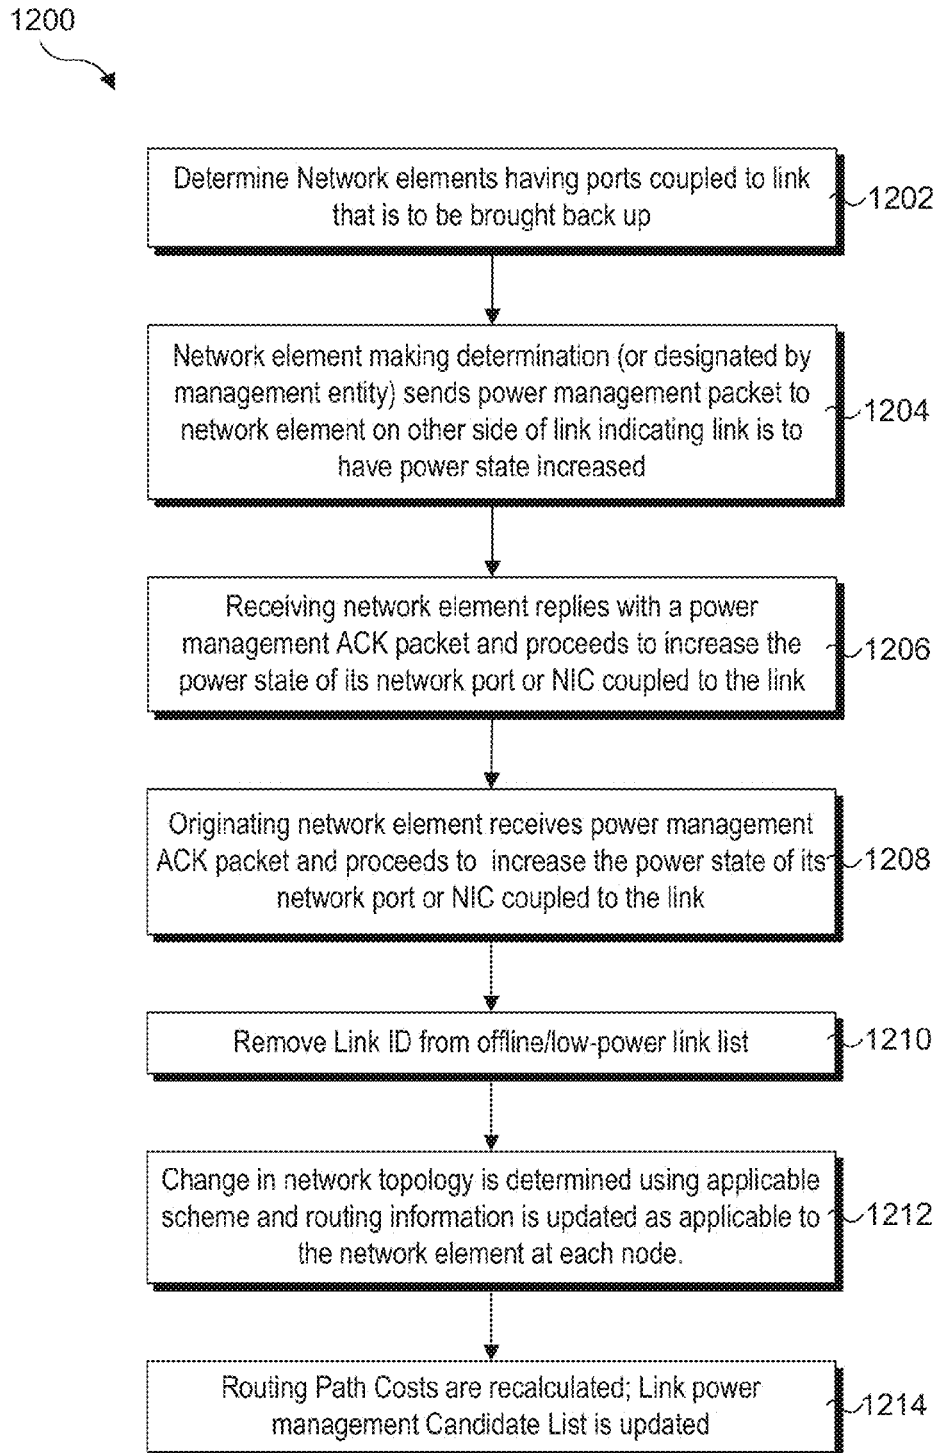 1200
Determine Network elements having ports coupled to link
that is to be brought back up
1202
Network element making determination (or designated by
management entity) sends power management packet to
network element on other side of link indicating link is to
have power state increased
1204
Receiving network element replies with a power
management ACK packet and proceeds to increase the
power state of its network port or NIC coupled to the link
1206
Originating network element receives power management
ACK packet and proceeds to increase the power state of its
network port or NIC coupled to the link
1208
Remove Link ID from offline/low-power link list
1210
Change in network topology is determined using applicable
scheme and routing information is updated as applicable to
the network element at each node.
1212
Routing Path Costs are recalculated; Link power
management Candidate List is updated
1214